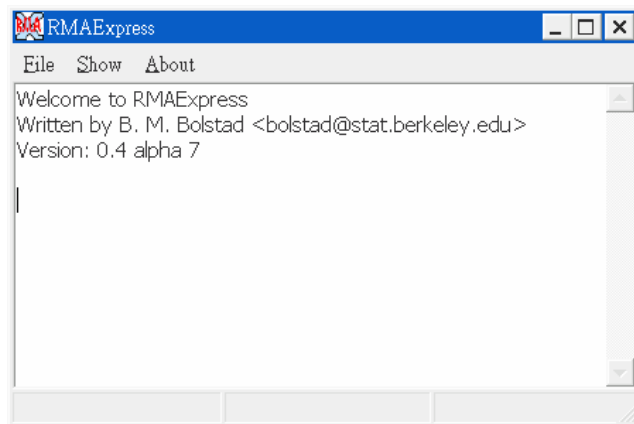 RMA RMAExpress
File Show About
Welcome to RMAExpress
Written by B. M. Bolstad <bolstad@stat.berkeley.edu>
Version: 0.4 alpha 7